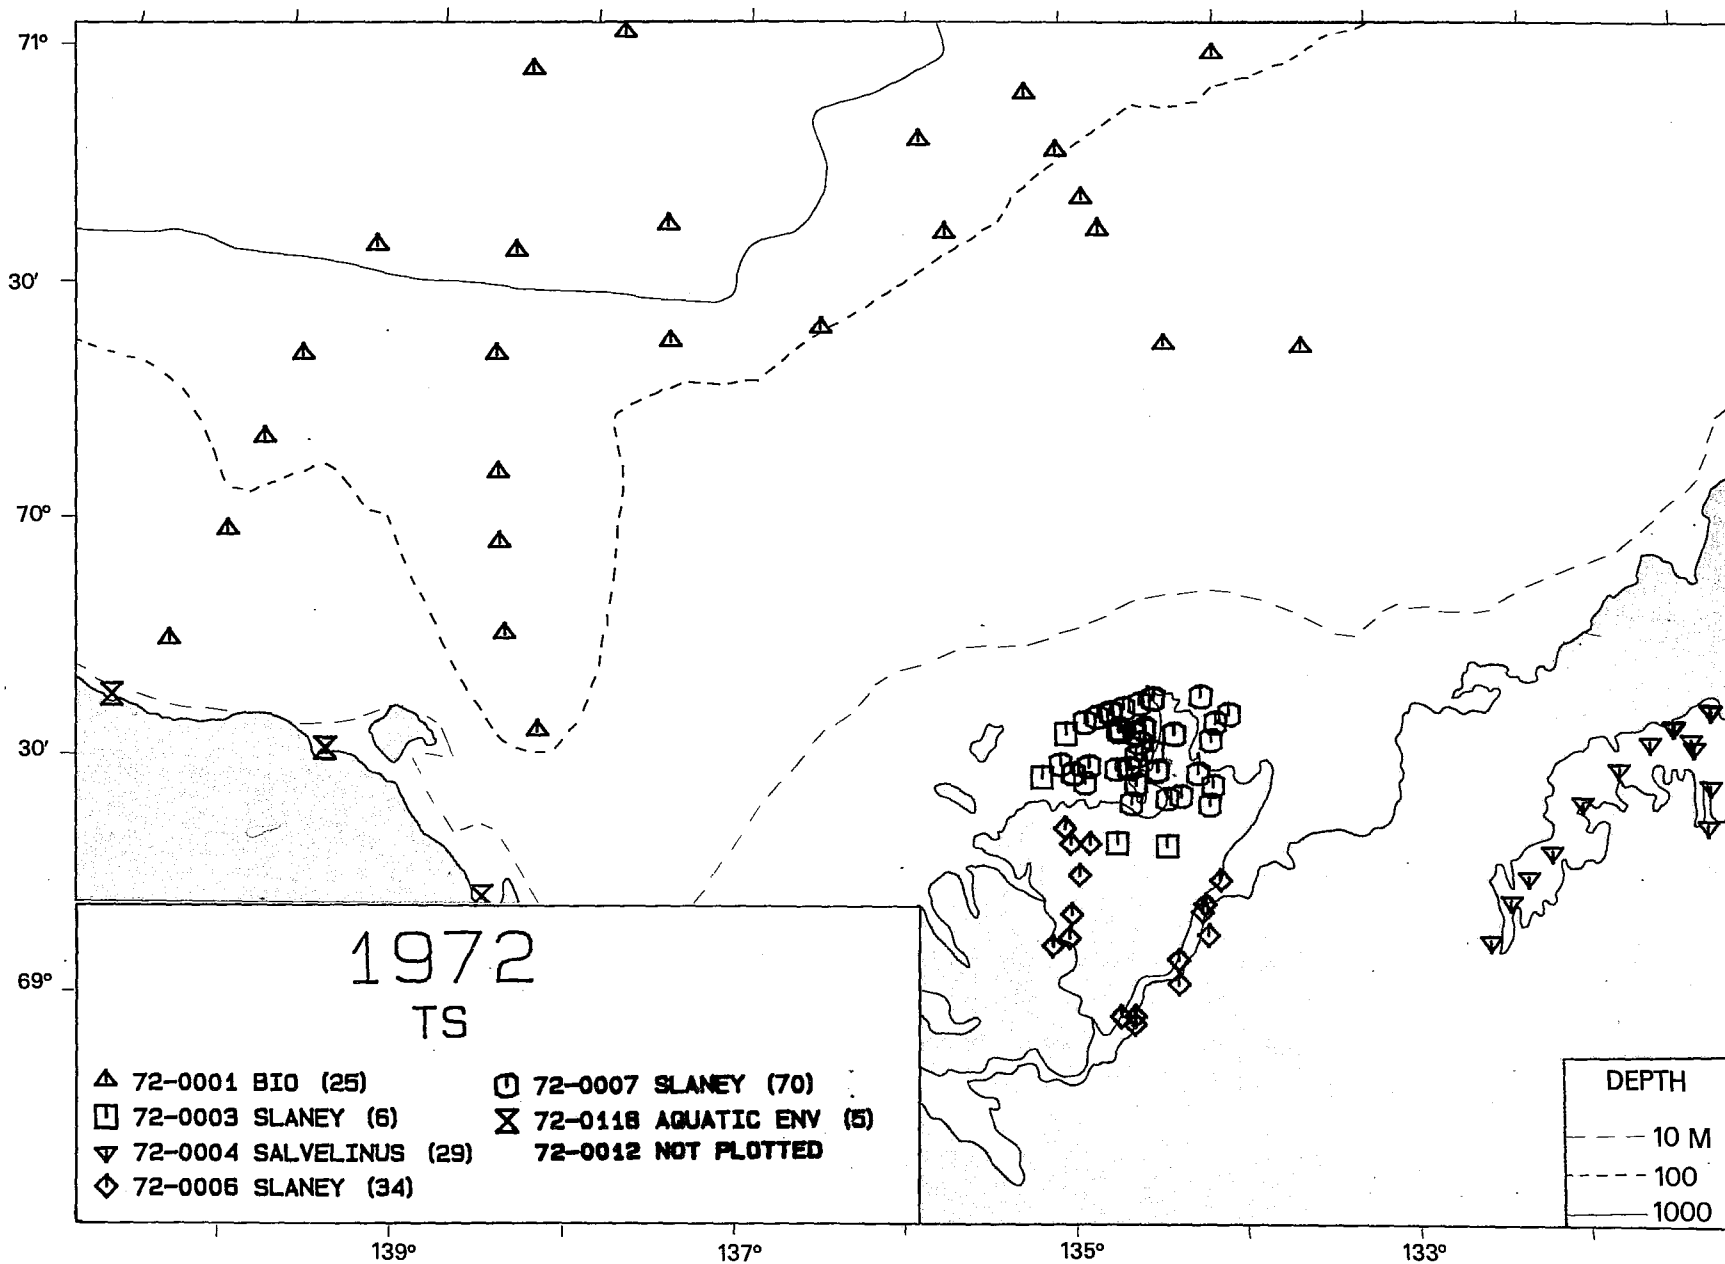 71°
30'
70°
30'
69°
1972
TS
72-0001 BIO (25)
72-0003 SLANEY (6)
72-0004 SALVELINUS (29)
72-0006 SLANEY (34)
72-0007 SLANEY (70)
72-0118 AQUATIC ENV (5)
72-0012 NOT PLOTTED
DEPTH
10 M
100
1000
139°
137°
135°
133°